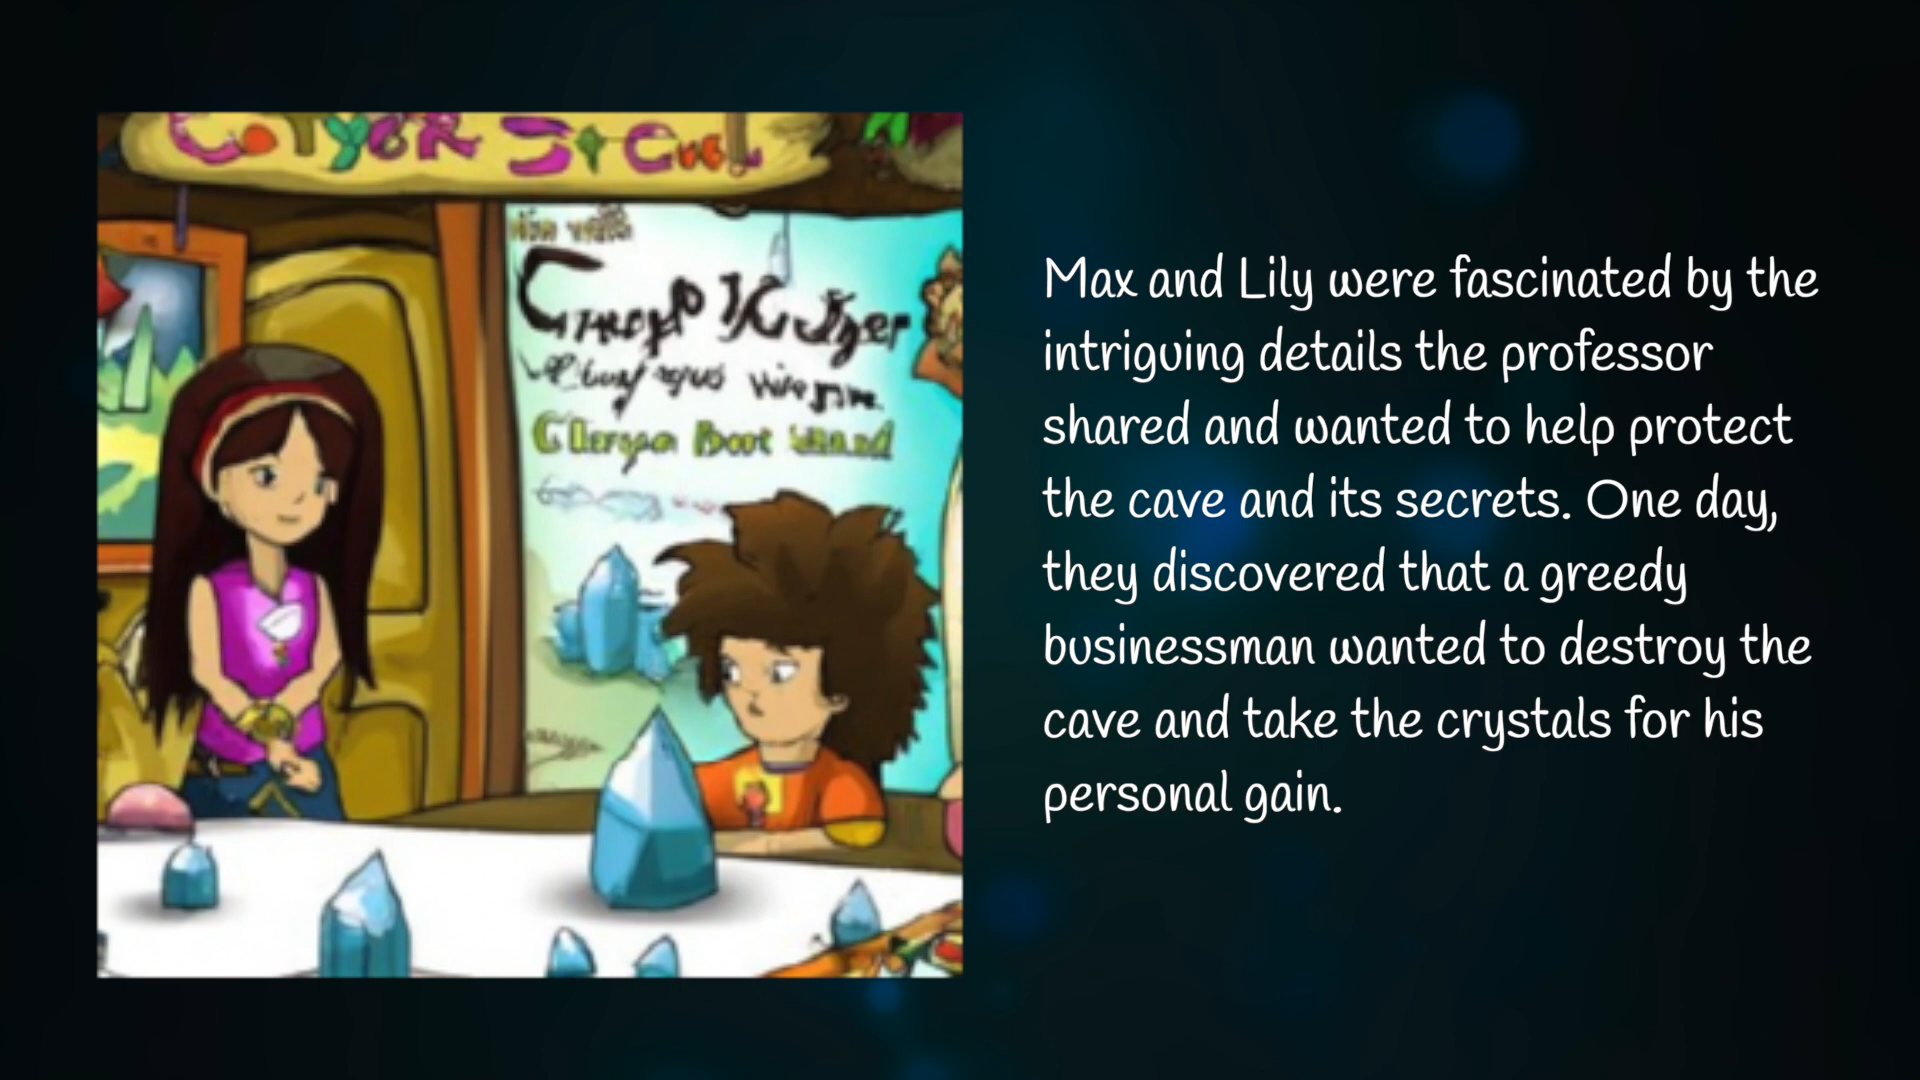 Max and Lily were fascinated by the
intriguing details the professor
shared and wanted to help protect
the cave and its secrets. One day,
they discovered that a greedy
businessman wanted to destroy the
cave and take the crystals for his
personal gain.